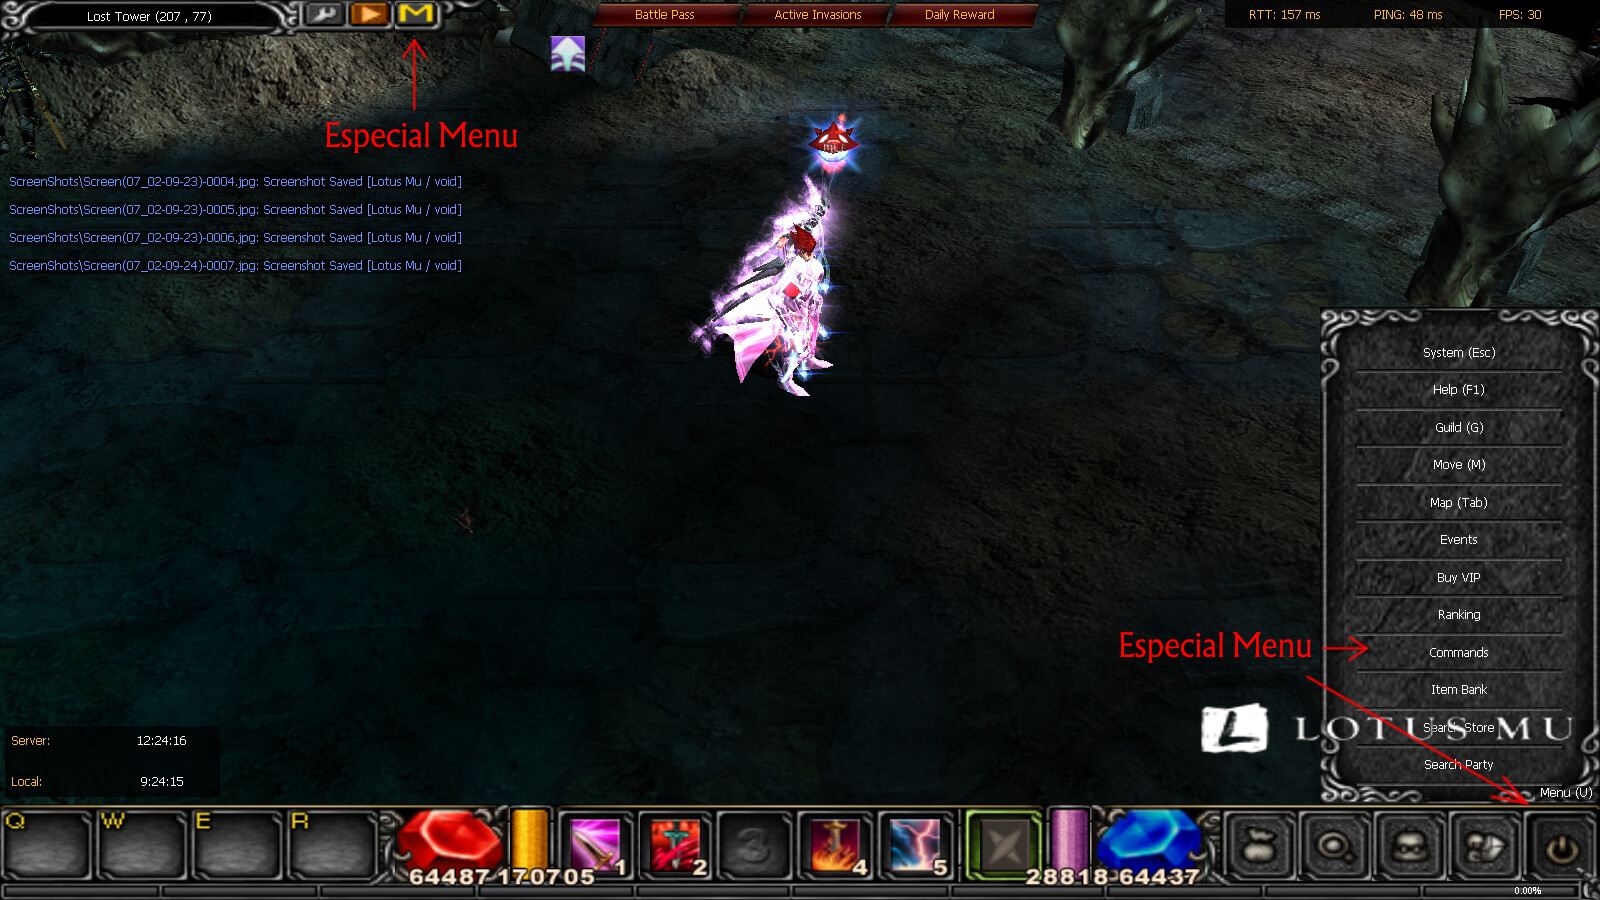 Lost Tower (207 , 77)
M
Battle Pass
Active Invasions
Daily Reward
RTT: 157 ms
PING: 48 ms
FPS: 30
Especial Menu
ScreenShots\Screen(07_02-09-23)-0004.jpg: Screenshot Saved [Lotus Mu / void]
ScreenShots\Screen(07_02-09-23)-0005.jpg: Screenshot Saved [Lotus Mu / void]
ScreenShots\Screen(07_02-09-23)-0006.jpg: Screenshot Saved [Lotus Mu / void]
ScreenShots\Screen(07_02-09-24)-0007.jpg: Screenshot Saved [Lotus Mu / void]
System (Esc)
Help (F1)
Guild (G)
Move (M)
Map (Tab)
Events
Buy VIP
Ranking
Especial Menu
Commands
Item Bank
Search Store
L LOTUS MU
Search Party
Menu (U)
Server: 12:24:16
Local: 9:24:15
Q W E R
1 2 3 4 5
64487 170705
28818 64437
0.00%